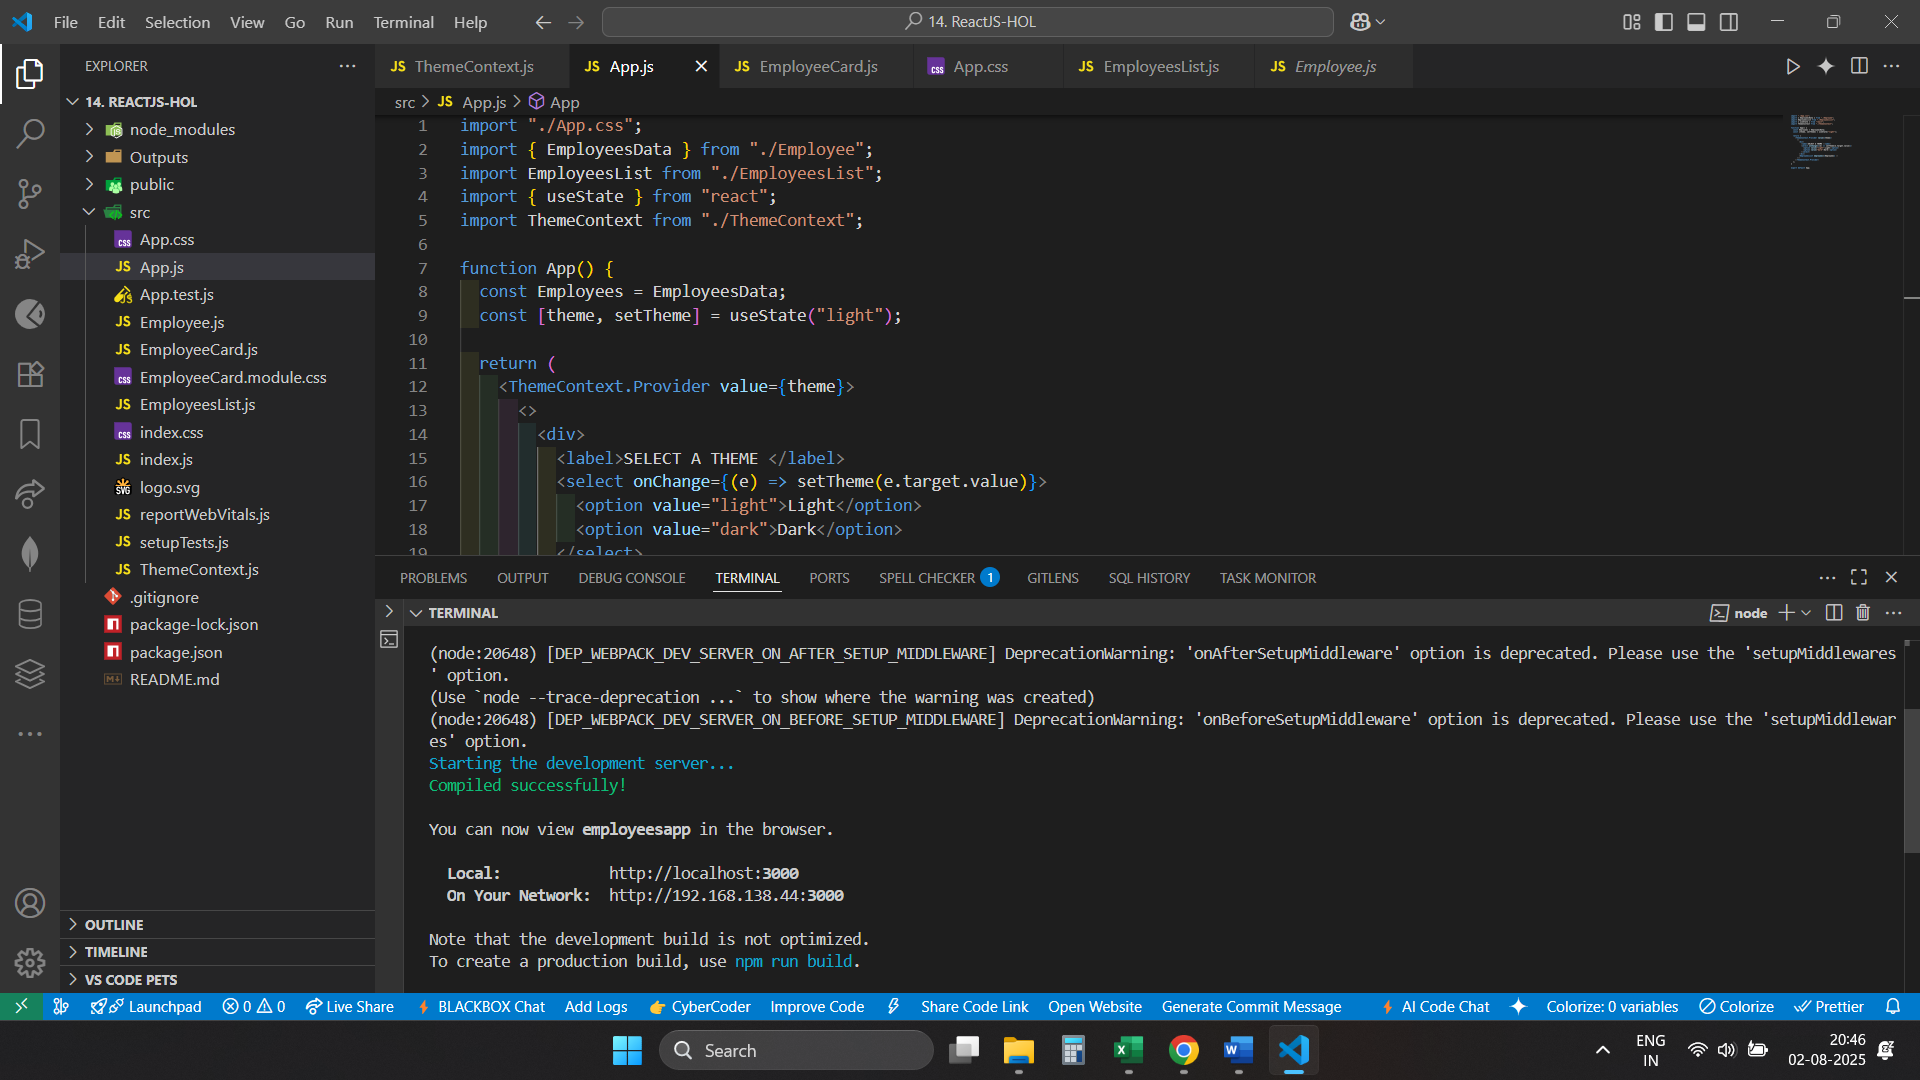 File Edit Selection View Go Run Terminal Help
14. ReactJS-HOL
EXPLORER
14. REACTJS-HOL
node_modules
Outputs
public
src
App.css
JS App.js
App.test.js
JS Employee.js
JS EmployeeCard.js
EmployeeCard.module.css
JS EmployeesList.js
index.css
JS index.js
logo.svg
JS reportWebVitals.js
JS setupTests.js
JS ThemeContext.js
.gitignore
package-lock.json
package.json
README.md
OUTLINE
TIMELINE
VS CODE PETS
JS ThemeContext.js JS App.js JS EmployeeCard.js App.css JS EmployeesList.js JS Employee.js
src > JS App.js > App
1 import "./App.css";
2 import { EmployeesData } from "./Employee";
3 import EmployeesList from "./EmployeesList";
4 import { useState } from "react";
5 import ThemeContext from "./ThemeContext";
6
7 function App() {
8 const Employees = EmployeesData;
9 const [theme, setTheme] = useState("light");
10
11 return (
12 <ThemeContext.Provider value={theme}>
13 <>
14 <div>
15 <label>SELECT A THEME </label>
16 <select onChange={(e) => setTheme(e.target.value)}>
17 <option value="light">Light</option>
18 <option value="dark">Dark</option>
19 </select>
PROBLEMS OUTPUT DEBUG CONSOLE TERMINAL PORTS SPELL CHECKER 1 GITLENS SQL HISTORY TASK MONITOR
TERMINAL
node
(node:20648) [DEP_WEBPACK_DEV_SERVER_ON_AFTER_SETUP_MIDDLEWARE] DeprecationWarning: 'onAfterSetupMiddleware' option is deprecated. Please use the 'setupMiddlewares
' option.
(Use `node --trace-deprecation ...` to show where the warning was created)
(node:20648) [DEP_WEBPACK_DEV_SERVER_ON_BEFORE_SETUP_MIDDLEWARE] DeprecationWarning: 'onBeforeSetupMiddleware' option is deprecated. Please use the 'setupMiddlewar
es' option.
Starting the development server...
Compiled successfully!
You can now view employeesapp in the browser.
Local: http://localhost:3000
On Your Network: http://192.168.138.44:3000
Note that the development build is not optimized.
To create a production build, use npm run build.
Launchpad 0 0 Live Share BLACKBOX Chat Add Logs CyberCoder Improve Code Share Code Link Open Website Generate Commit Message AI Code Chat Colorize: 0 variables Colorize Prettier
Search
ENG
IN
20:46
02-08-2025